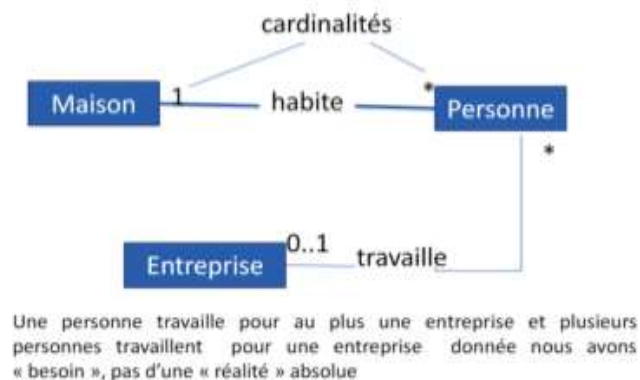 cardinalités
Maison 1 habite * Personne
*
0..1
Entreprise travaille
Une personne travaille pour au plus une entreprise et plusieurs
personnes travaillent pour une entreprise donnée nous avons
« besoin », pas d'une « réalité » absolue